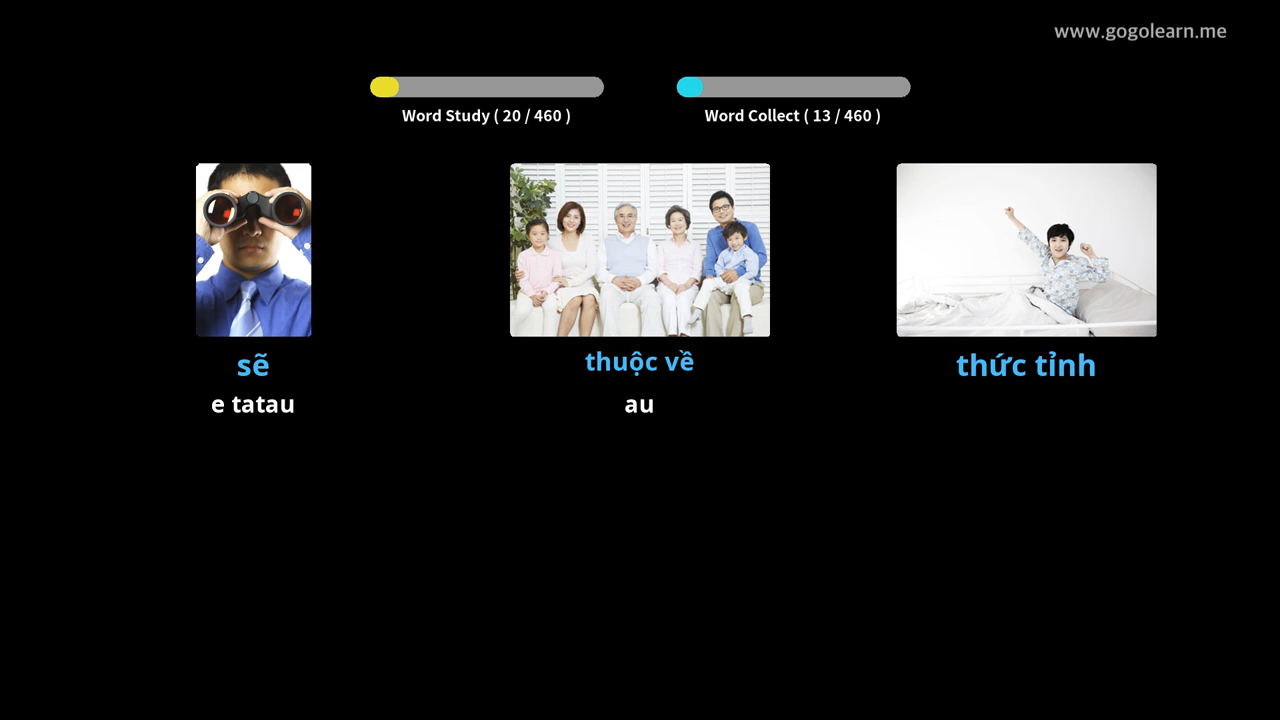 www.gogolearn.me
Word Study ( 20 / 460 )
Word Collect ( 13 / 460 )
sẽ
e tatau
thuộc về
au
thức tỉnh